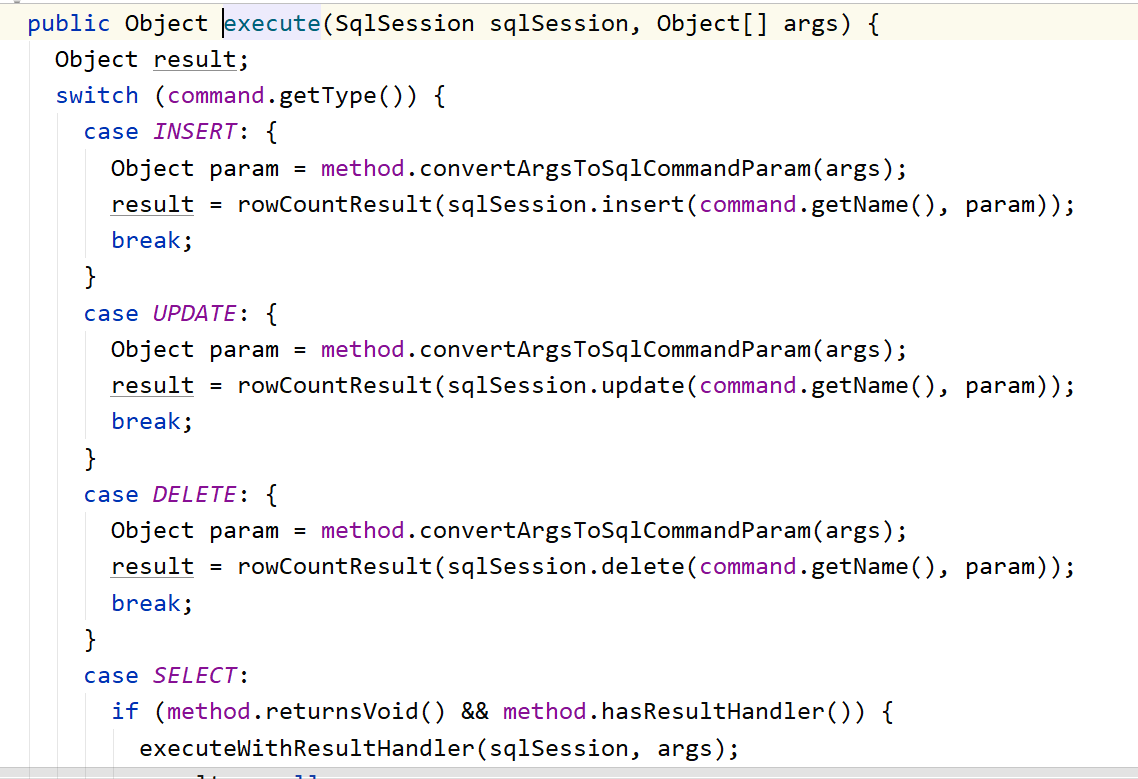 public Object execute(SqlSession sqlSession, Object[] args) {
Object result;
switch (command.getType()) {
case INSERT: {
Object param = method.convertArgsToSqlCommandParam(args);
result = rowCountResult(sqlSession.insert(command.getName(), param));
break;
}
case UPDATE: {
Object param = method.convertArgsToSqlCommandParam(args);
result = rowCountResult(sqlSession.update(command.getName(), param));
break;
}
case DELETE: {
Object param = method.convertArgsToSqlCommandParam(args);
result = rowCountResult(sqlSession.delete(command.getName(), param));
break;
}
case SELECT:
if (method.returnsVoid() && method.hasResultHandler()) {
executeWithResultHandler(sqlSession, args);